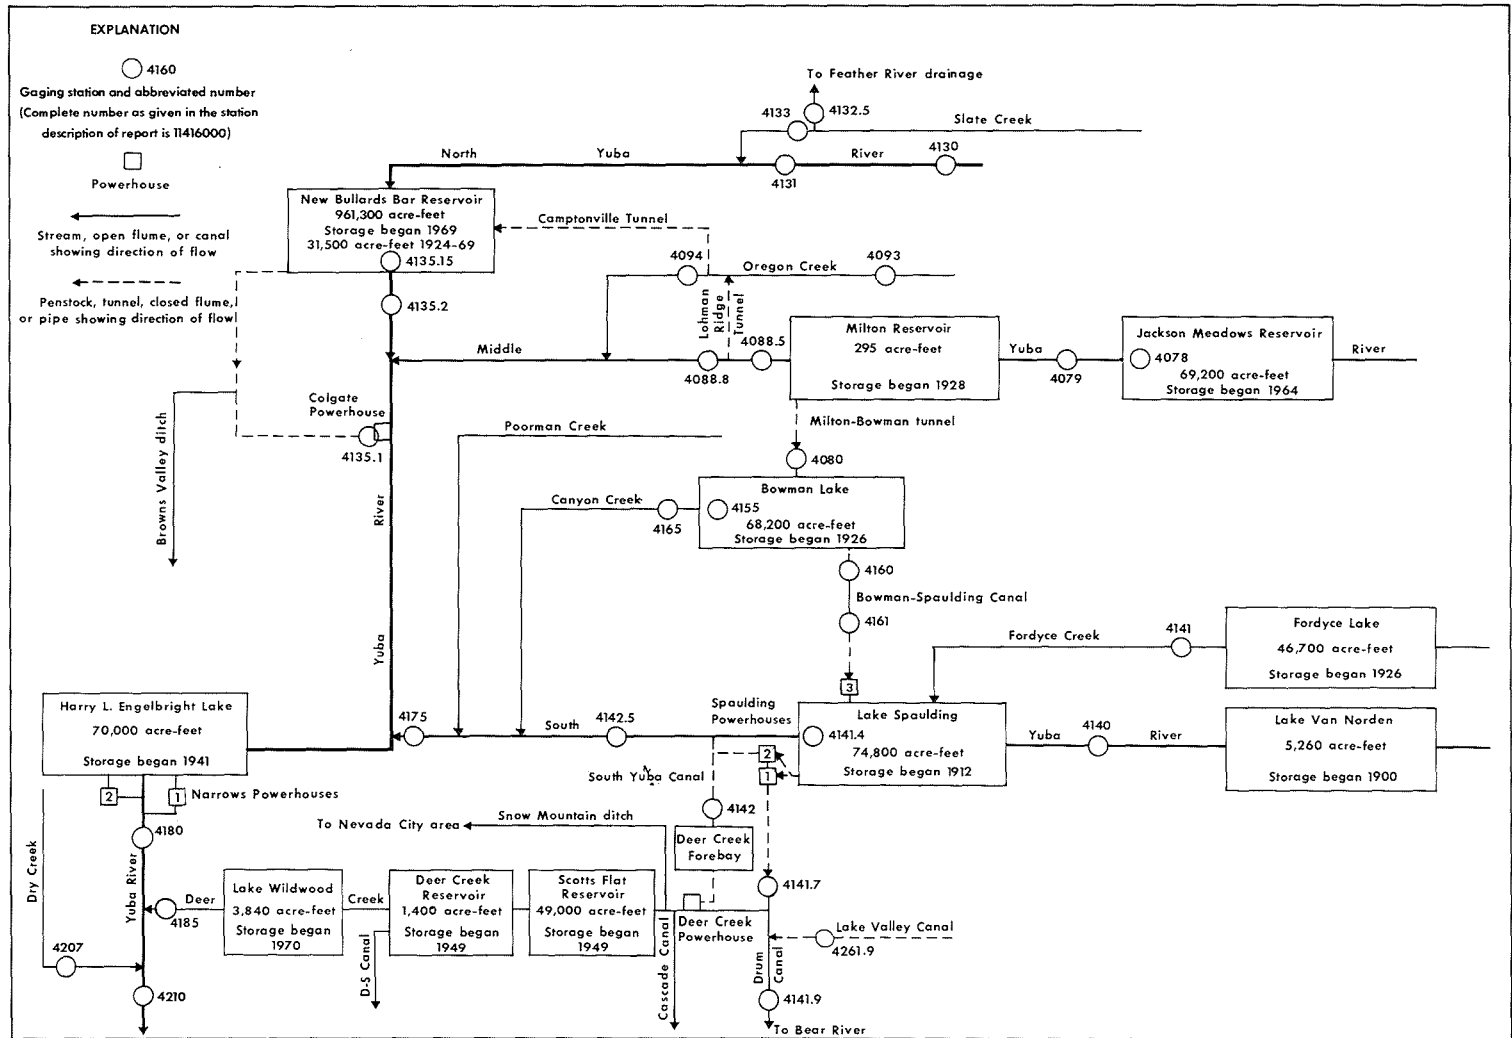 EXPLANATION
4160
Gaging station and abbreviated number
(Complete number as given in the station
description of report is 11416000)
Powerhouse
Stream, open flume, or canal
showing direction of flow
Penstock, tunnel, closed flume,
or pipe showing direction of flow
To Feather River drainage
4133
4132.5
Slate Creek
North Yuba River
4130
4131
New Bullards Bar Reservoir
961,300 acre-feet
Storage began 1969
31,500 acre-feet 1924-69
4135.15
Camptonville Tunnel
4094
4093
Oregon Creek
4135.2
Lohman
Ridge
Tunnel
Middle
4088.5
4088.8
Milton Reservoir
295 acre-feet
Storage began 1928
Yuba
4079
Jackson Meadows Reservoir
4078
69,200 acre-feet
Storage began 1964
River
Colgate
Powerhouse
4135.1
Browns Valley ditch
Poorman Creek
Milton-Bowman tunnel
4080
Bowman Lake
4155
68,200 acre-feet
Storage began 1926
Canyon Creek
4165
River
4160
Bowman-Spaulding Canal
4161
Fordyce Creek
4141
Fordyce Lake
46,700 acre-feet
Storage began 1926
Yuba
3
Harry L. Engelbright Lake
70,000 acre-feet
Storage began 1941
4175
South
4142.5
Spaulding
Powerhouses
Lake Spaulding
4141.4
74,800 acre-feet
Storage began 1912
Yuba
4140
River
Lake Van Norden
5,260 acre-feet
Storage began 1900
2
1
South Yuba Canal
2
1
Narrows Powerhouses
4142
Snow Mountain ditch
To Nevada City area
4180
Deer Creek
Forebay
Dry Creek
Yuba River
4141.7
Deer
4185
Lake Wildwood
3,840 acre-feet
Storage began
1970
Creek
Deer Creek
Reservoir
1,400 acre-feet
Storage began
1949
Scotts Flat
Reservoir
49,000 acre-feet
Storage began
1949
Deer Creek
Powerhouse
Lake Valley Canal
4261.9
4207
D-S Canal
Cascade Canal
Drum
Canal
4210
4141.9
To Bear River